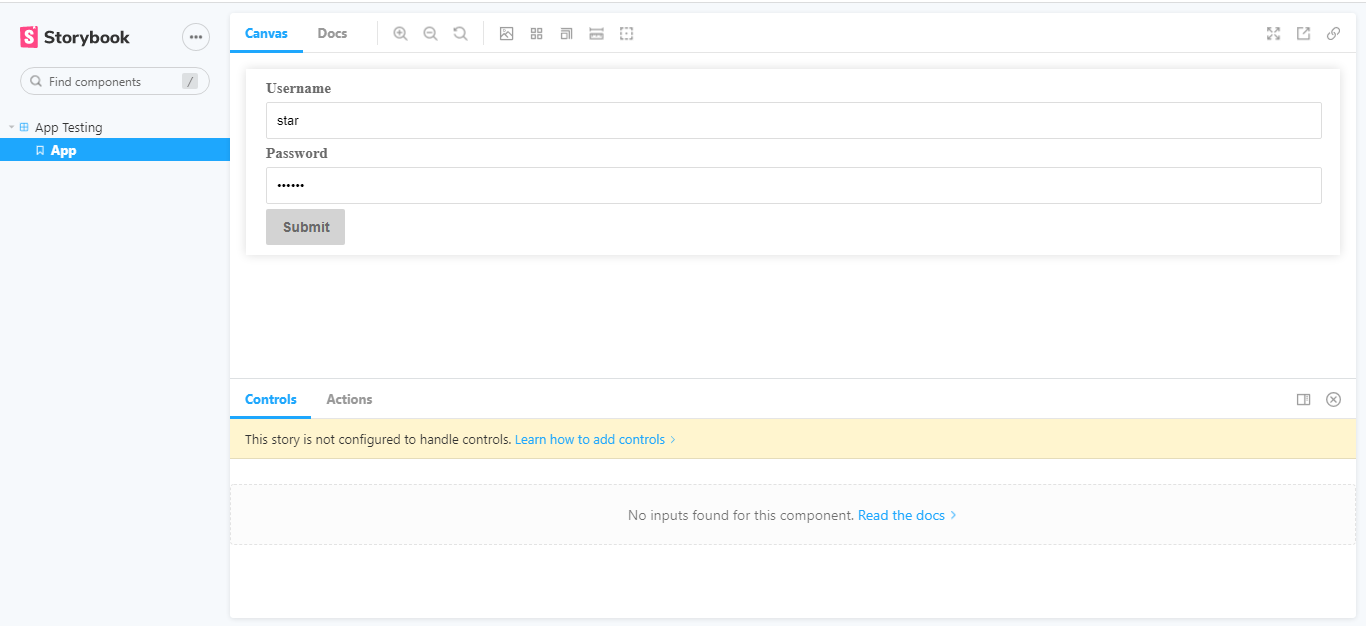 Storybook
Find components /
App Testing
App
Canvas Docs
Username
star
Password
••••••
Submit
Controls Actions
This story is not configured to handle controls. Learn how to add controls
No inputs found for this component. Read the docs